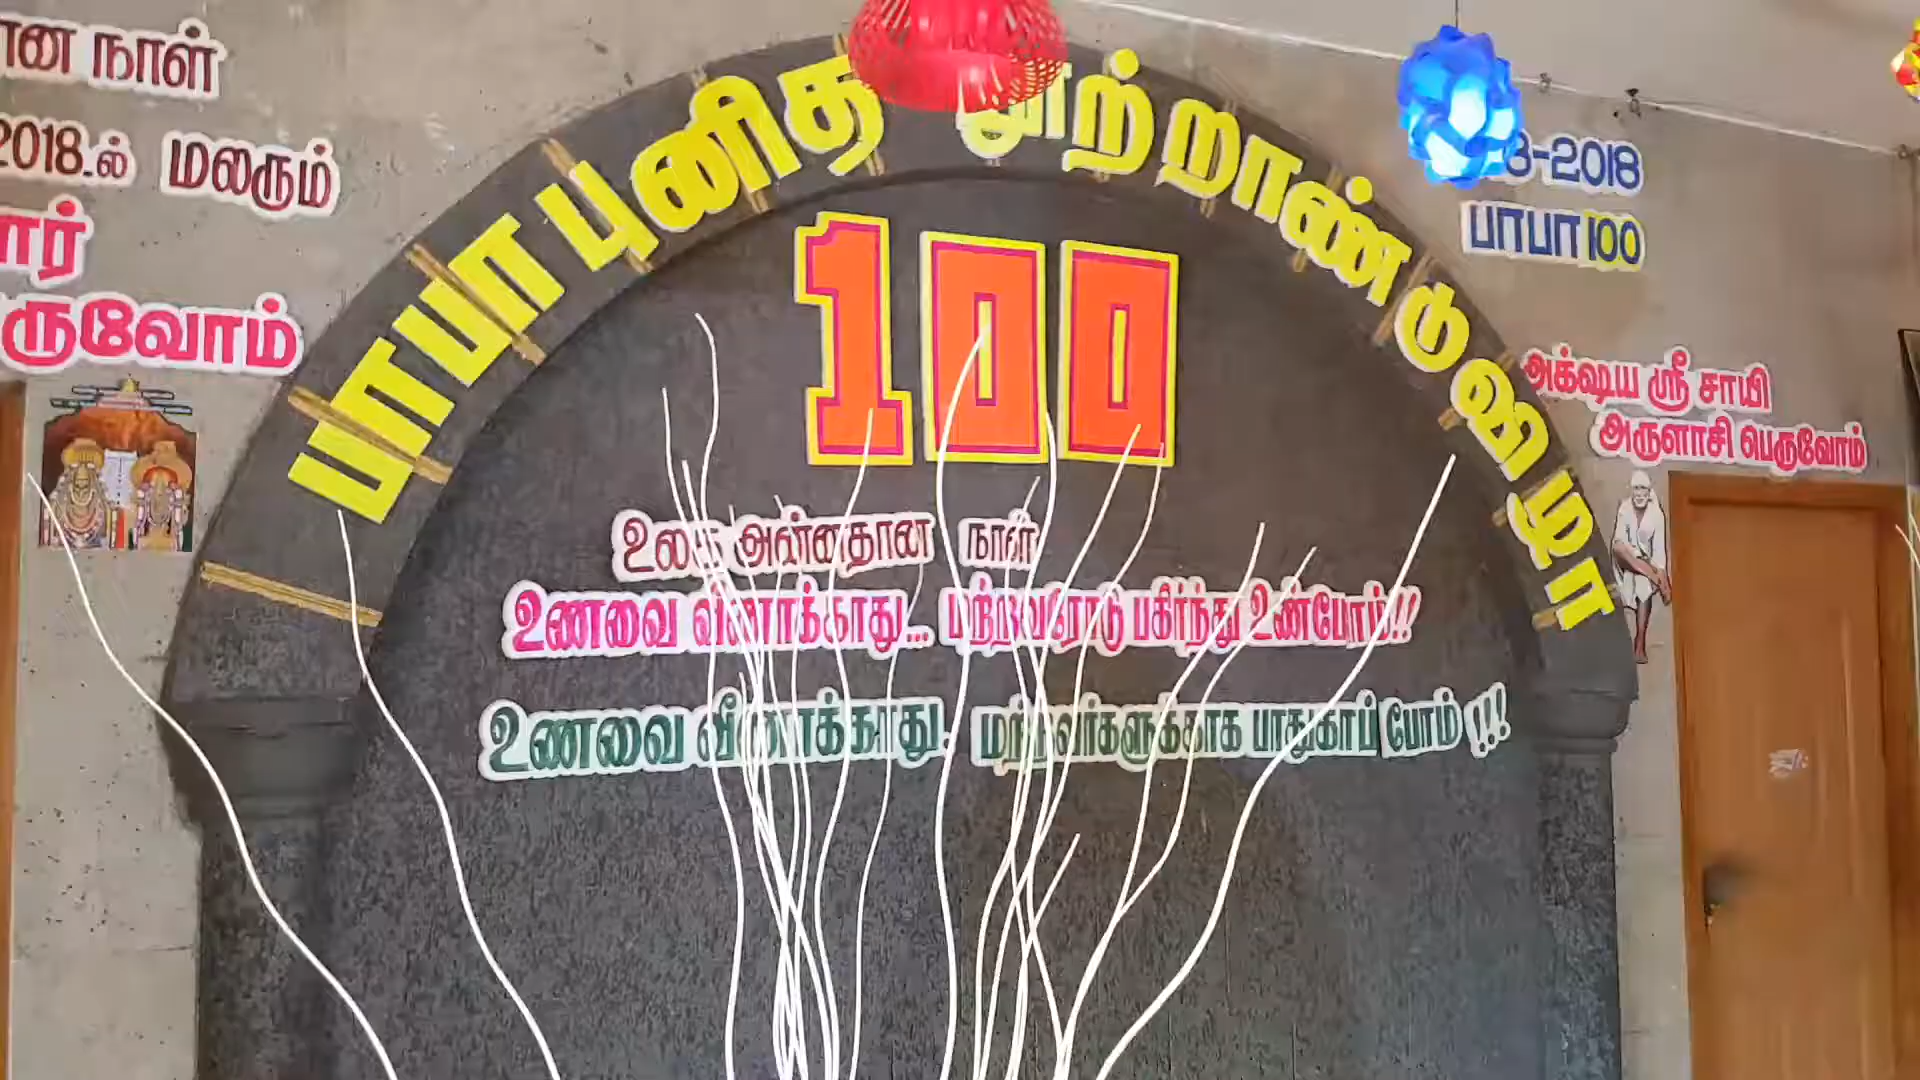 ான நாள்
2018-ல் மலரும்
ார்
ருவோம்
பாபா புனித நூற்றாண்டு விழா
100
8-2018
பாபா 100
அக்ஷய ஸ்ரீ சாயி
அருளாசி பெருவோம்
உலக அன்னதான நாள்
உணவை வீணாக்காது... மற்றவரோடு பகிர்ந்து உண்போம்!!
உணவை வீணாக்காது. மற்றவர்களுக்காக பாதுகாப் போம் !!!